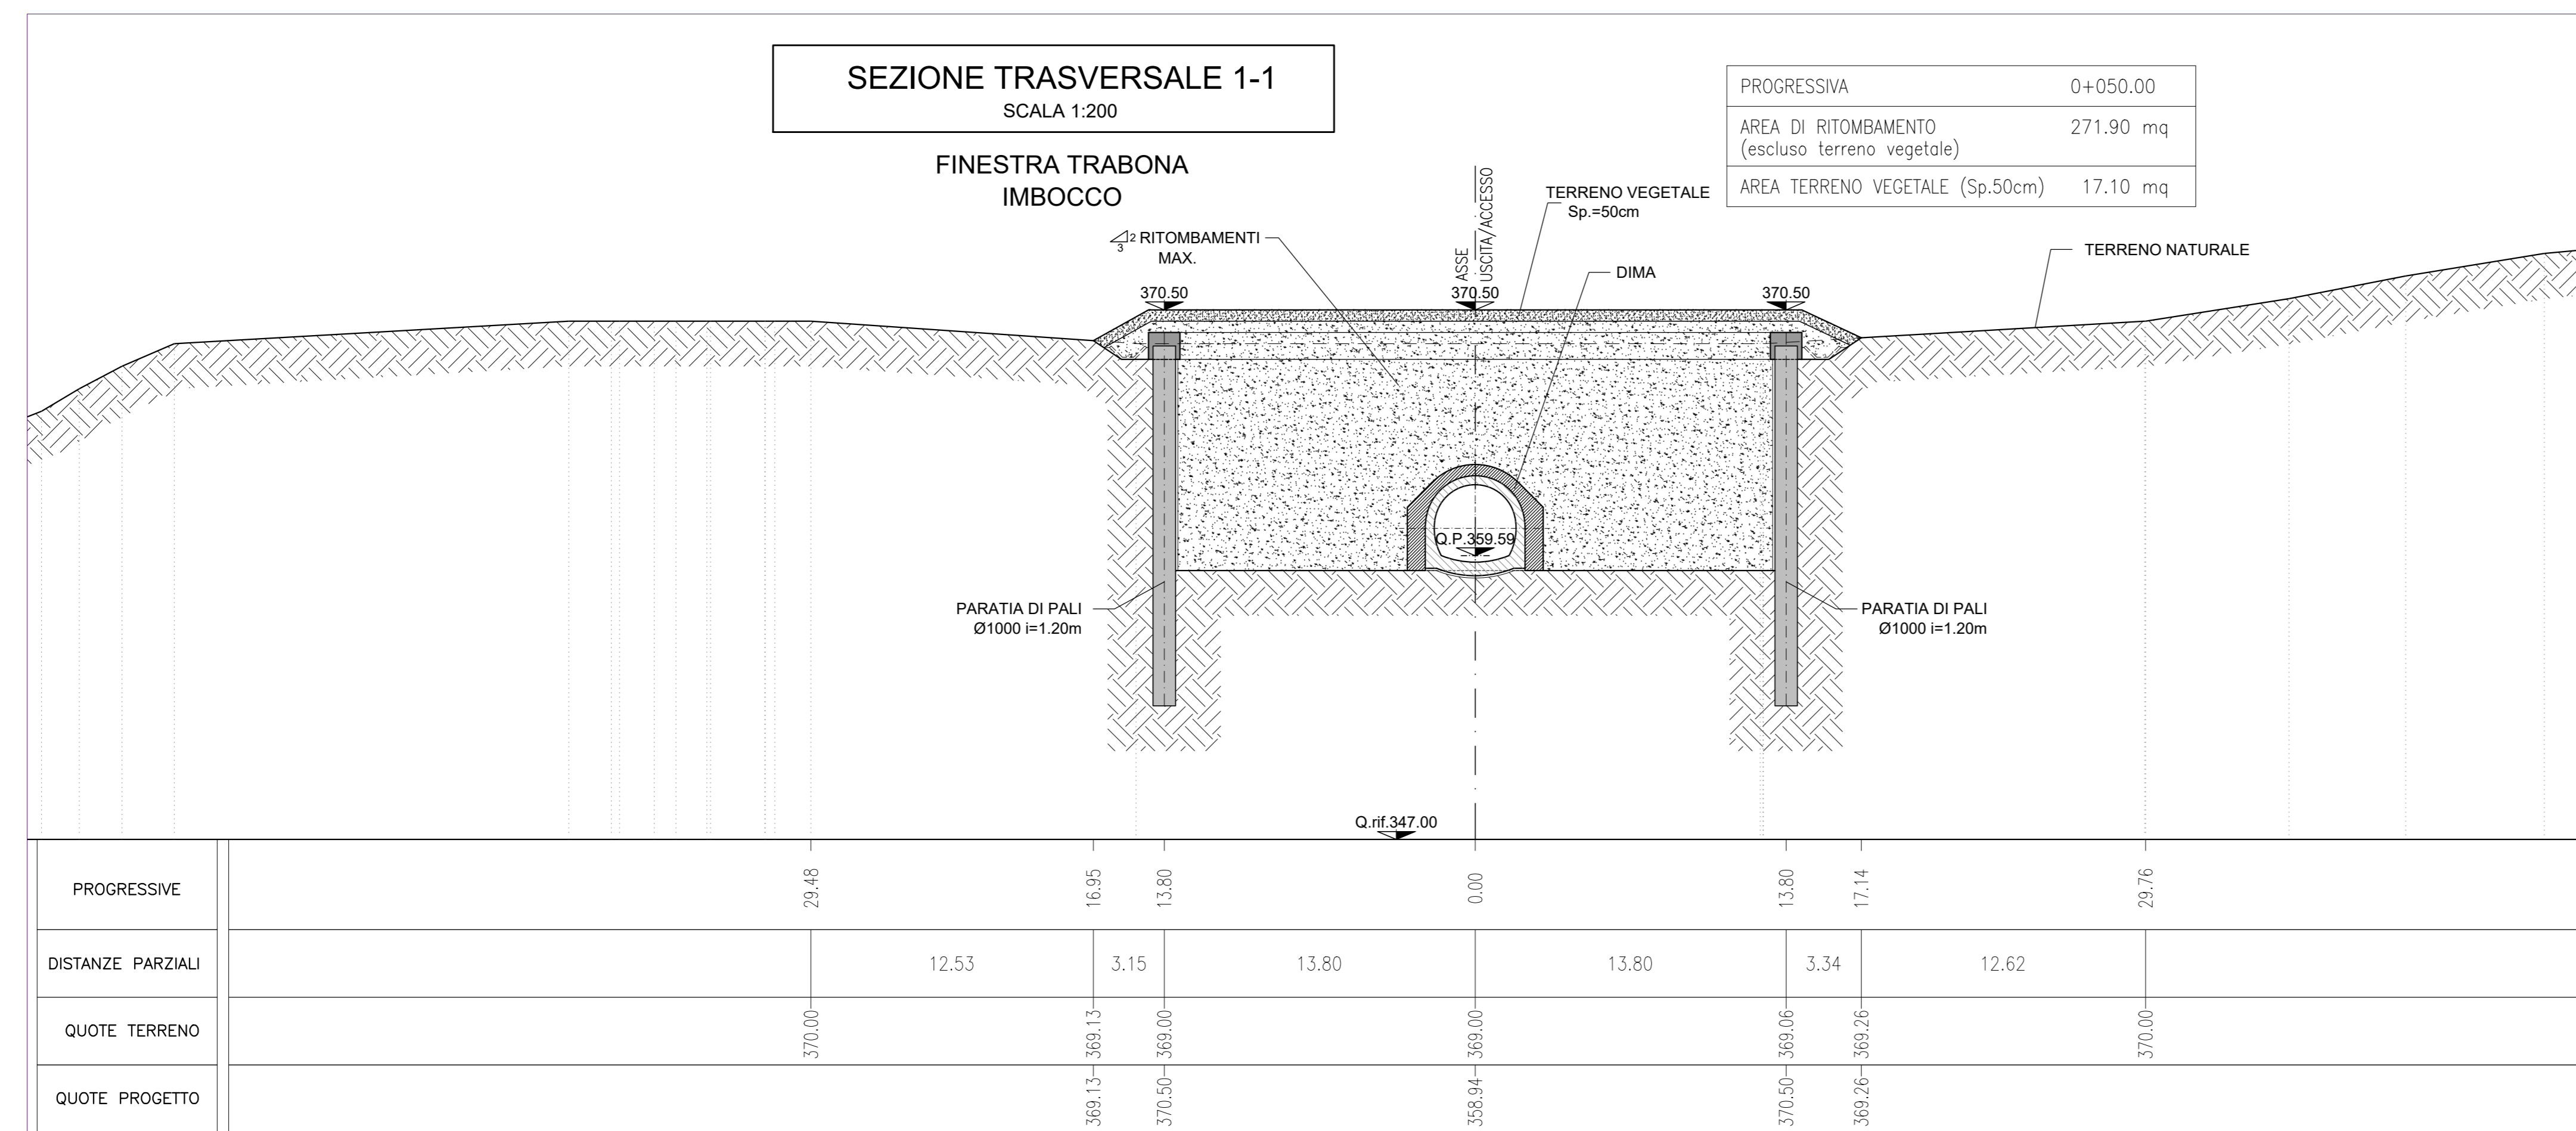 SEZIONE TRASVERSALE 1-1
SCALA 1:200
FINESTRA TRABONA
IMBOCCO
PROGRESSIVA 0+050.00
AREA DI RITOMBAMENTO 271.90 mq
(escluso terreno vegetale)
AREA TERRENO VEGETALE (Sp.50cm) 17.10 mq
TERRENO VEGETALE
Sp.=50cm
ASSE
USCITA/ACCESSO
2
3
RITOMBAMENTI
MAX.
DIMA
TERRENO NATURALE
370.50 370.50 370.50
Q.P.359.59
PARATIA DI PALI
Ø1000 i=1.20m
PARATIA DI PALI
Ø1000 i=1.20m
Q.rif.347.00
PROGRESSIVE 29.48 16.95 13.80 0.00 13.80 17.14 29.76
DISTANZE PARZIALI 12.53 3.15 13.80 13.80 3.34 12.62
QUOTE TERRENO 370.00 369.13 369.00 369.00 369.06 369.26 370.00
QUOTE PROGETTO 369.13 370.50 358.94 370.50 369.26